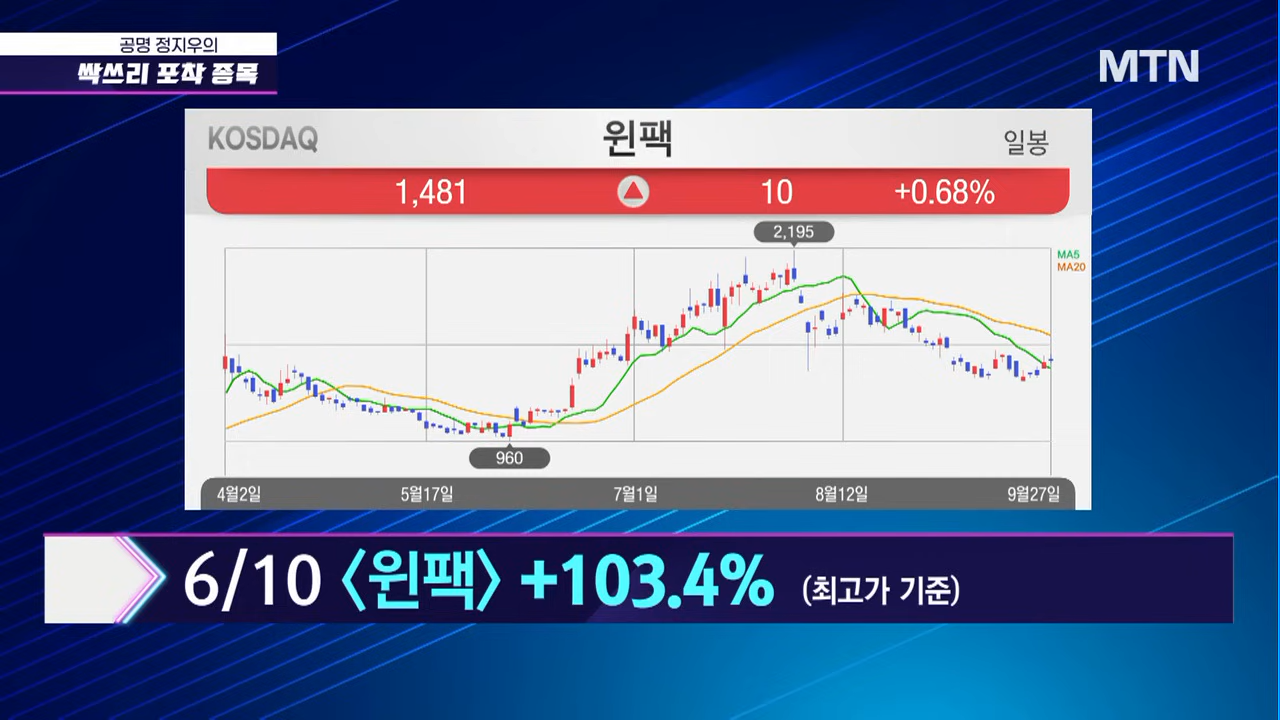 공명 정지우의
싹쓰리 포착 종목
MTN
KOSDAQ
윈팩
일봉
1,481 ▲ 10 +0.68%
2,195
MA5
MA20
960
4월2일 5월17일 7월1일 8월12일 9월27일
6/10 <윈팩> +103.4% (최고가 기준)